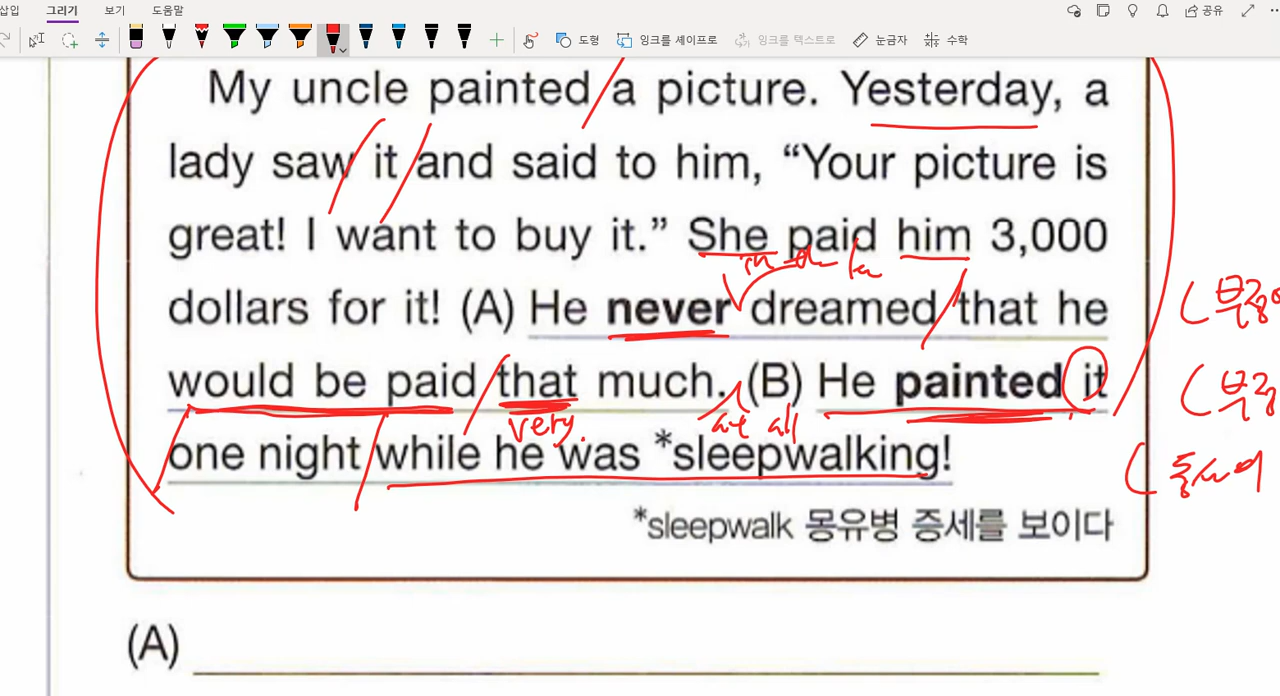 삽입 그리기 보기 도움말
공유
도형 잉크를 셰이프로 잉크를 텍스트로 눈금자 수학
My uncle painted a picture. Yesterday, a
lady saw it and said to him, “Your picture is
great! I want to buy it.” She paid him 3,000
dollars for it! (A) He never dreamed that he
would be paid that much. (B) He painted it
at all
very.
one night while he was *sleepwalking!
*sleepwalk 몽유병 증세를 보이다
(A)